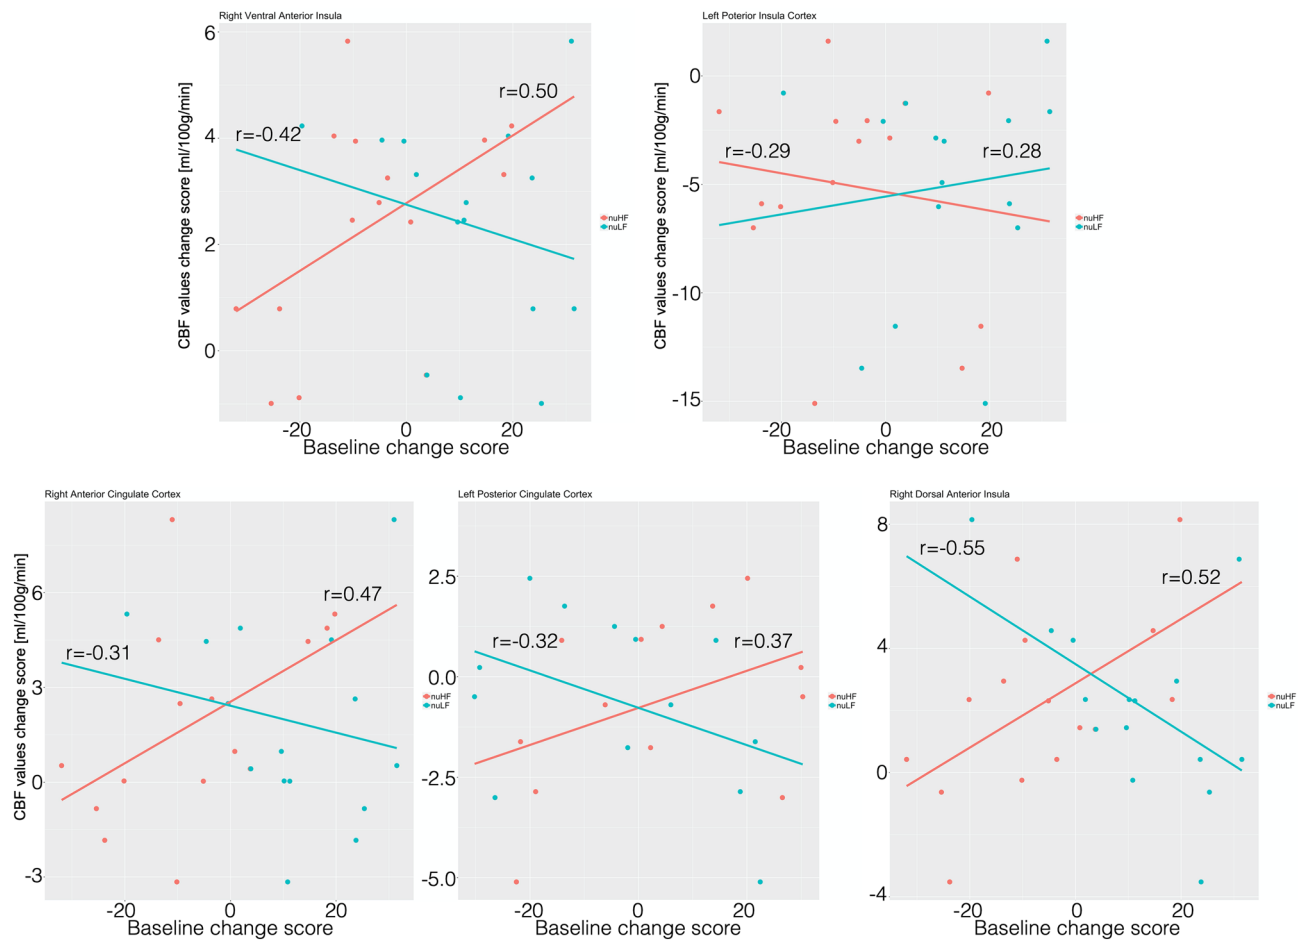 Right Ventral Anterior Insula
CBF values change score [ml/100g/min]
6
4
2
0
r=-0.42
r=0.50
-20
0
20
Baseline change score
nuHF
nuLF
Left Poterior Insula Cortex
CBF values change score [ml/100g/min]
0
-5
-10
-15
r=-0.29
r=0.28
-20
0
20
Baseline change score
nuHF
nuLF
Right Anterior Cingulate Cortex
CBF values change score [ml/100g/min]
6
3
0
-3
r=-0.31
r=0.47
-20
0
20
Baseline change score
nuHF
nuLF
Left Posterior Cingulate Cortex
2.5
0.0
-2.5
-5.0
r=-0.32
r=0.37
-20
0
20
Baseline change score
nuHF
nuLF
Right Dorsal Anterior Insula
8
4
0
-4
r=-0.55
r=0.52
-20
0
20
Baseline change score
nuHF
nuLF